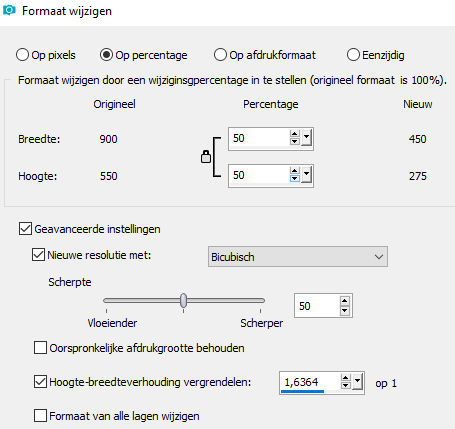 Formaat wijzigen
Op pixels Op percentage Op afdrukformaat Eenzijdig
Formaat wijzigen door een wijziginsgpercentage in te stellen (origineel formaat is 100%).
Origineel Percentage Nieuw
Breedte: 900 50 450
Hoogte: 550 50 275
Geavanceerde instellingen
Nieuwe resolutie met: Bicubisch
Scherpte
50
Vloeiender Scherper
Oorspronkelijke afdrukgrootte behouden
Hoogte-breedteverhouding vergrendelen: 1,6364 op 1
Formaat van alle lagen wijzigen